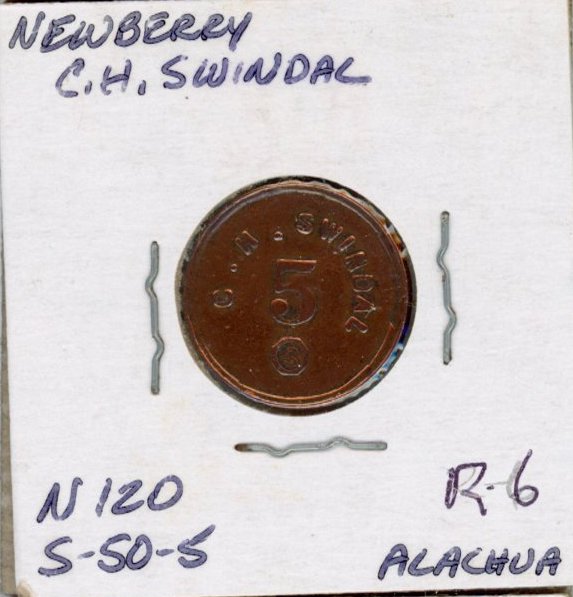 NEWBERRY
C.H. SWINDAL
C.H. SWINDAL
5
N 120
R-6
S-50-5
ALACHUA